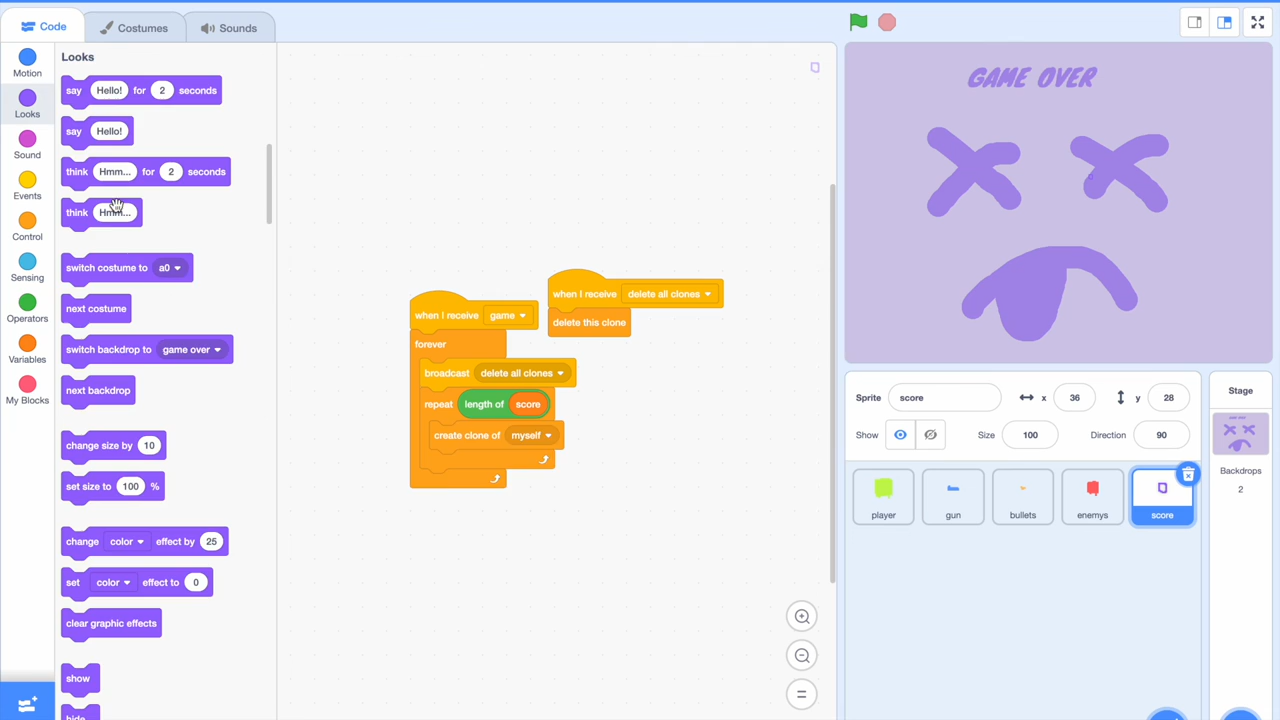 Code
Costumes
Sounds
Motion
Looks
Sound
Events
Control
Sensing
Operators
Variables
My Blocks
Looks
say Hello! for 2 seconds
say Hello!
think Hmm... for 2 seconds
think Hmm...
switch costume to a0
next costume
switch backdrop to game over
next backdrop
change size by 10
set size to 100 %
change color effect by 25
set color effect to 0
clear graphic effects
show
hide
when I receive game
forever
broadcast delete all clones
repeat length of score
create clone of myself
when I receive delete all clones
delete this clone
GAME OVER
Sprite score x 36 y 28
Show Size 100 Direction 90
player
gun
bullets
enemys
score
Stage
Backdrops
2